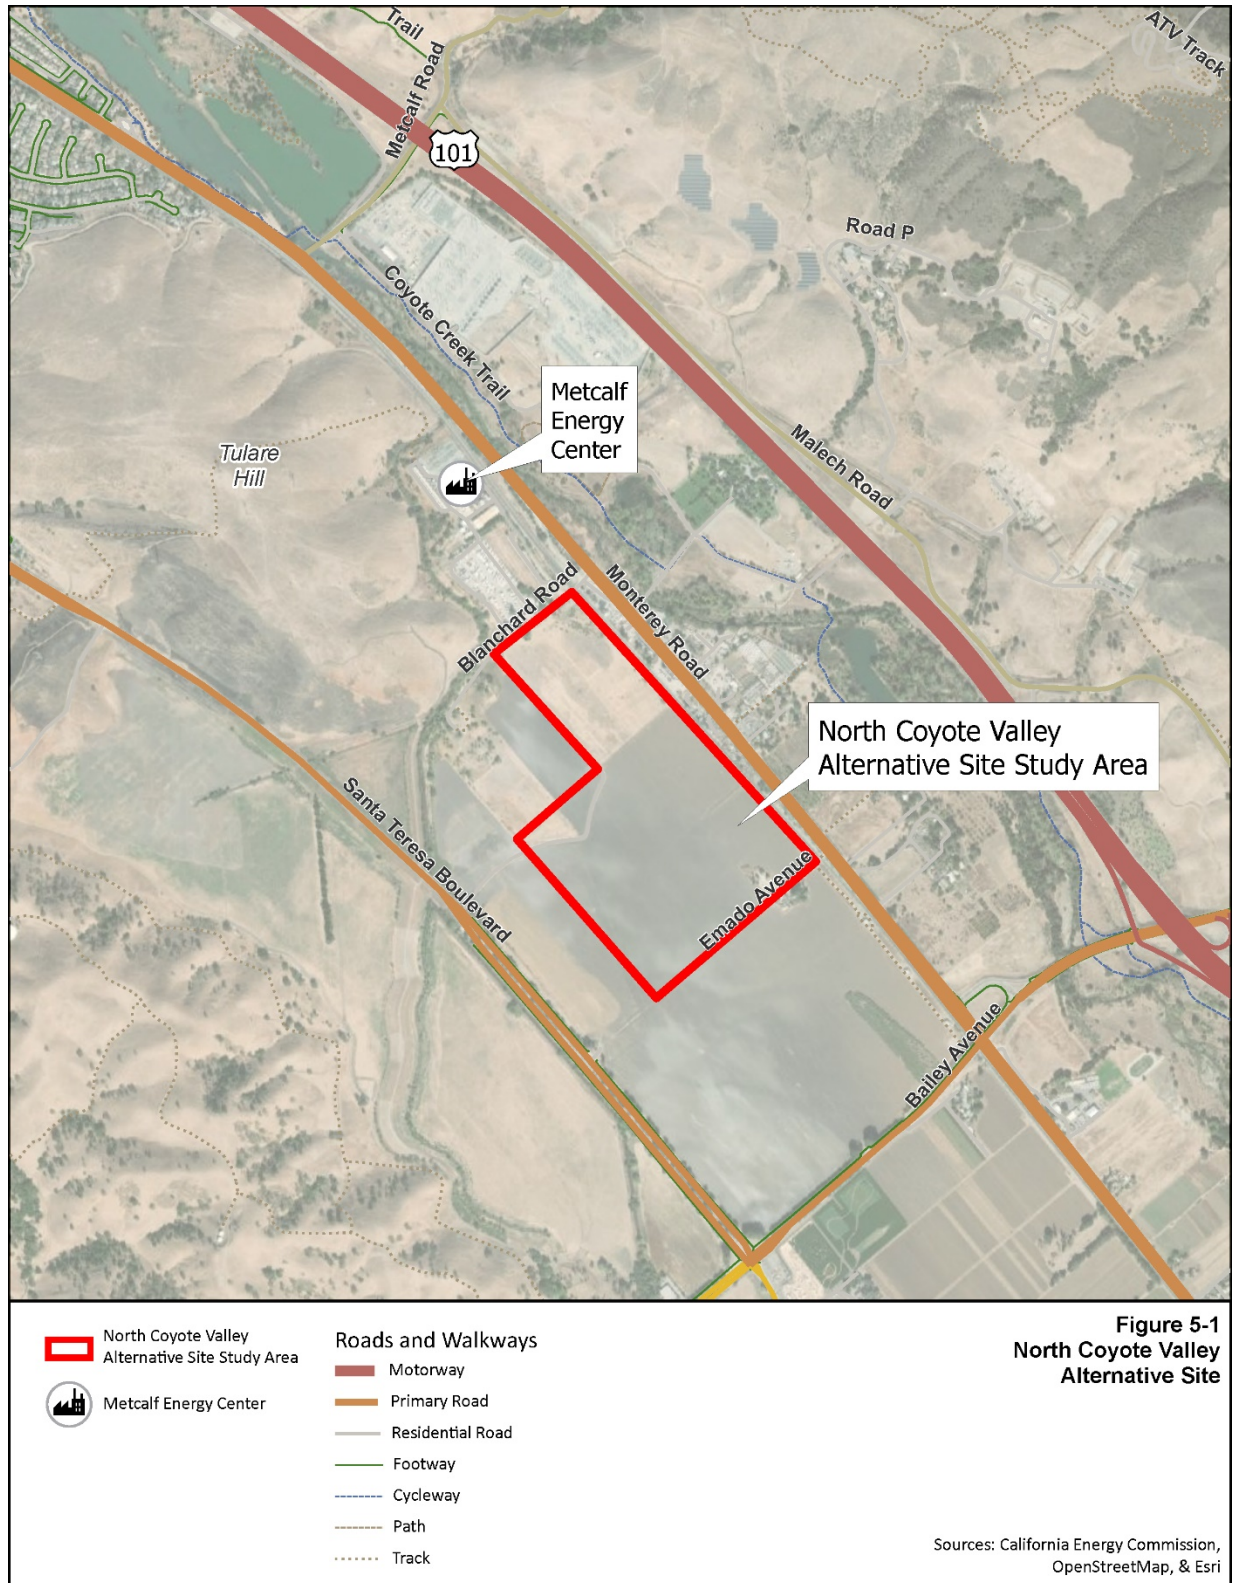 Trail
ATV Track
Metcalf Road
101
Road P
Coyote Creek Trail
Metcalf
Energy
Center
Malech Road
Tulare
Hill
Blanchard Road
Monterey Road
North Coyote Valley
Alternative Site Study Area
Santa Teresa Boulevard
Emado Avenue
Bailey Avenue
North Coyote Valley
Alternative Site Study Area
Metcalf Energy Center
Roads and Walkways
Motorway
Primary Road
Residential Road
Footway
Cycleway
Path
Track
Figure 5-1
North Coyote Valley
Alternative Site
Sources: California Energy Commission,
OpenStreetMap, & Esri